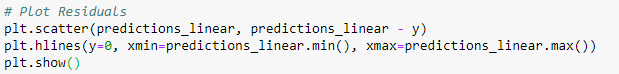 # Plot Residuals
plt.scatter(predictions_linear, predictions_linear - y)
plt.hlines(y=0, xmin=predictions_linear.min(), xmax=predictions_linear.max())
plt.show()